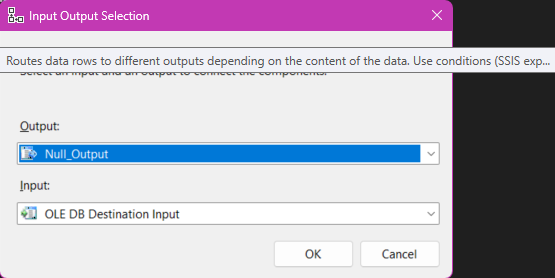 Input Output Selection
Routes data rows to different outputs depending on the content of the data. Use conditions (SSIS exp...
Select an input and an output to connect the components.
Output:
Null_Output
Input:
OLE DB Destination Input
OK
Cancel